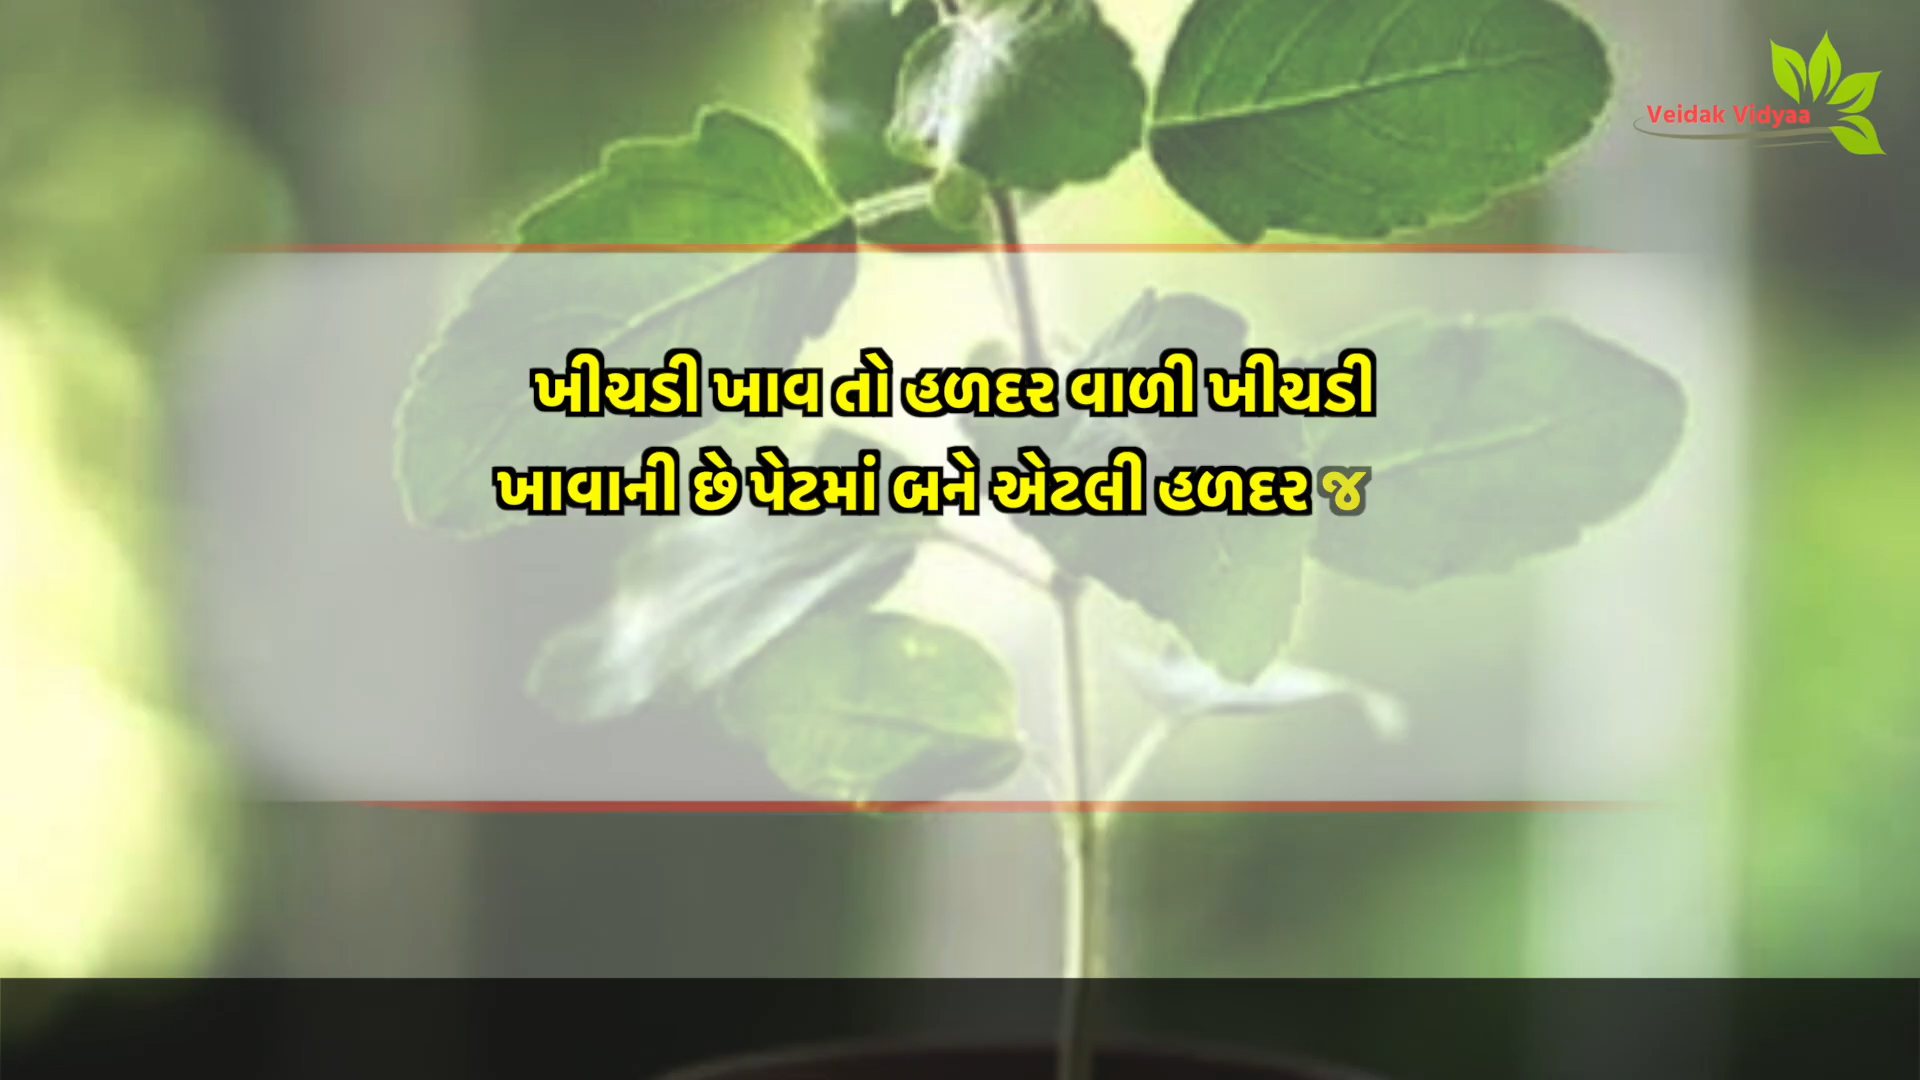 Veidak Vidyaa
ખીચડી ખાવ તો હળદર વાળી ખીચડી
ખાવાની છે પેટમાં બને એટલી હળદર જ